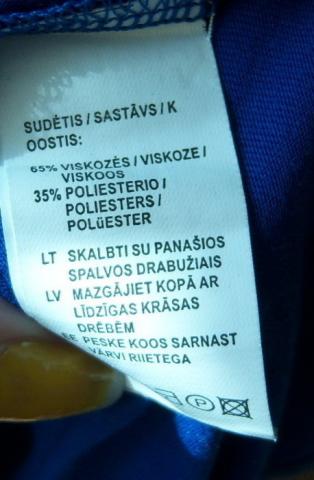 SUDĖTIS / SASTĀVS / K
OOSTIS:
65% VISKOZĖS / VISKOZE /
VISKOOS
35% POLIESTERIO /
POLIESTERS /
POLüESTER
LT SKALBTI SU PANAŠIOS
SPALVOS DRABUŽIAIS
LV MAZGĀJIET KOPĀ AR
LĪDZĪGAS KRĀSAS
DRĒBĒM
EE PESKE KOOS SARNAST
VÄRVI RIIETEGA
P